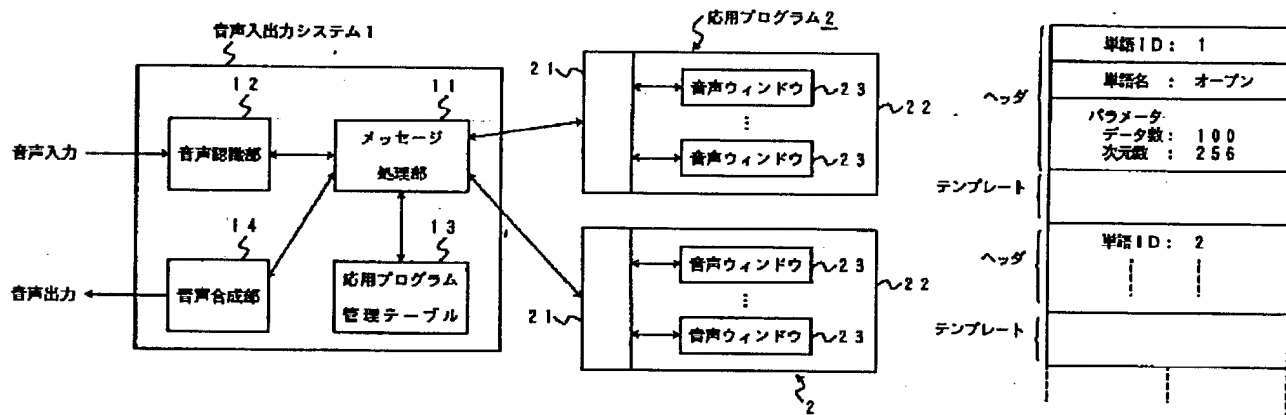 音声入出力システム1
12
11
音声入力
音声認識部
メッセージ
処理部
14
13
音声出力
音声合成部
応用プログラム
管理テーブル
応用プログラム2
21
音声ウィンドウ
23
22
⋮
音声ウィンドウ
23
音声ウィンドウ
23
22
⋮
21
音声ウィンドウ
23
2
ヘッダ
単語ID: 1
単語名 : オープン
パラメータ
データ数: 100
次元数 : 256
テンプレート
ヘッダ
単語ID: 2
テンプレート